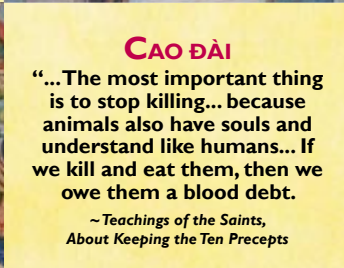 CAO ĐÀI
“...The most important thing
is to stop killing... because
animals also have souls and
understand like humans... If
we kill and eat them, then we
owe them a blood debt.
~ Teachings of the Saints,
About Keeping the Ten Precepts